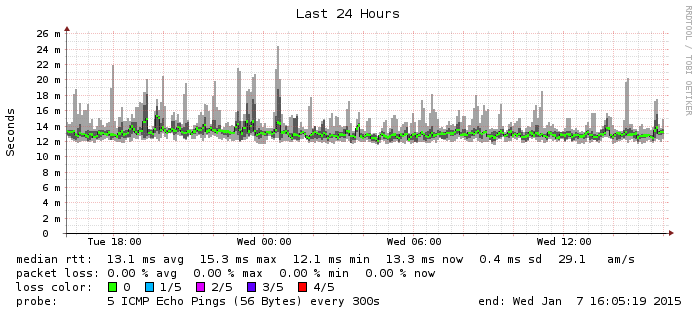 Last 24 Hours
RRDTOOL / TOBI OETIKER
Seconds
26 m
24 m
22 m
20 m
18 m
16 m
14 m
12 m
10 m
8 m
6 m
4 m
2 m
0
Tue 18:00 Wed 00:00 Wed 06:00 Wed 12:00
median rtt: 13.1 ms avg 15.3 ms max 12.1 ms min 13.3 ms now 0.4 ms sd 29.1 am/s
packet loss: 0.00 % avg 0.00 % max 0.00 % min 0.00 % now
loss color: 0 1/5 2/5 3/5 4/5
probe: 5 ICMP Echo Pings (56 Bytes) every 300s end: Wed Jan 7 16:05:19 2015